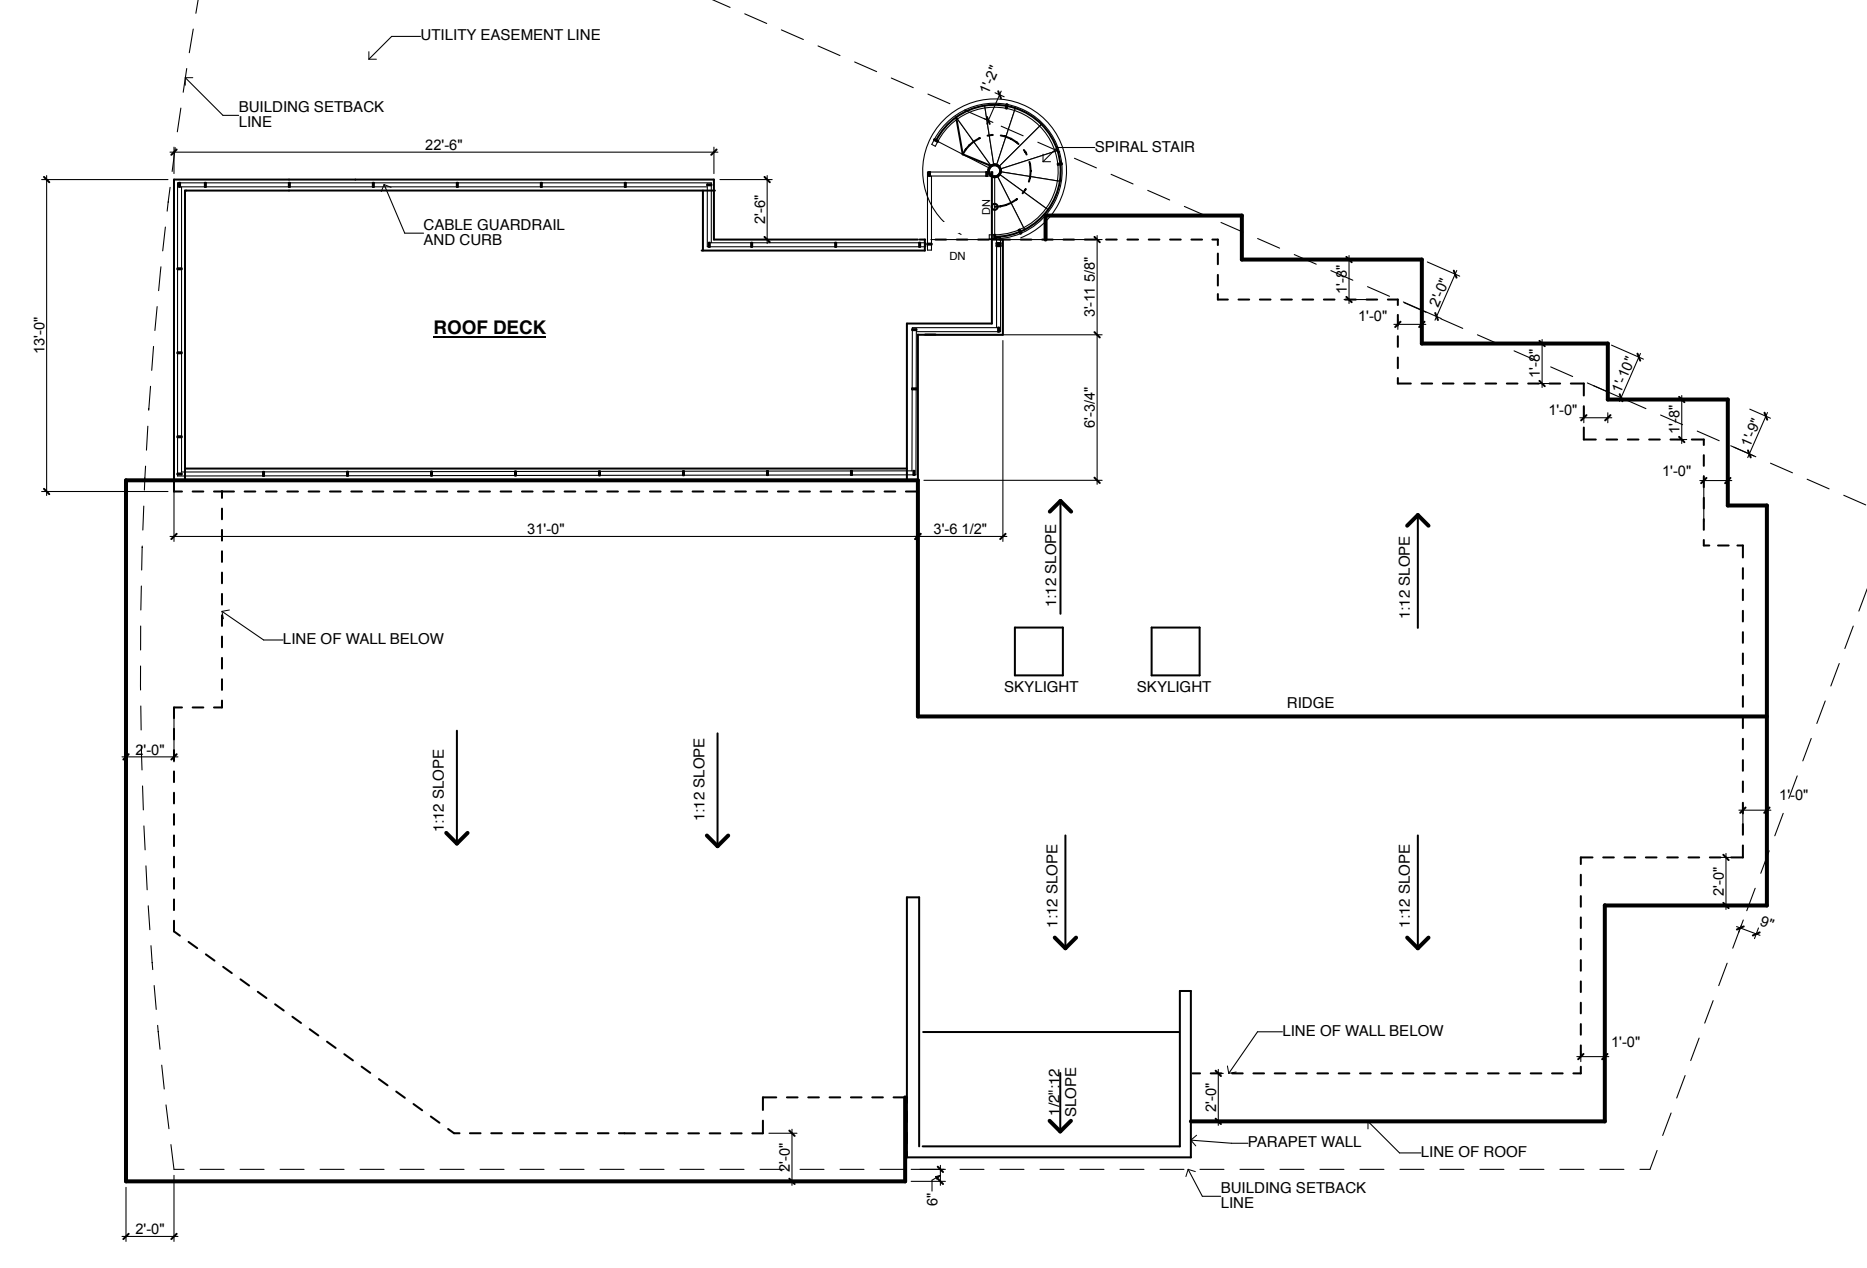 UTILITY EASEMENT LINE
BUILDING SETBACK
LINE
1'-2"
22'-6"
SPIRAL STAIR
2'-6"
CABLE GUARDRAIL
AND CURB
DN
DN
13'-0"
ROOF DECK
3'-11 5/8"
1'-8"
2'-0"
1'-0"
1'-8"
1'-10"
6'-3/4"
1'-0"
1'-8"
1'-9"
1'-0"
31'-0"
3'-6 1/2"
1:12 SLOPE
1:12 SLOPE
LINE OF WALL BELOW
SKYLIGHT
SKYLIGHT
RIDGE
2'-0"
1:12 SLOPE
1:12 SLOPE
1'-0"
1:12 SLOPE
1:12 SLOPE
2'-0"
9"
LINE OF WALL BELOW
1'-0"
1/2":12
SLOPE
2'-0"
PARAPET WALL
LINE OF ROOF
2'-0"
6"
BUILDING SETBACK
LINE
2'-0"